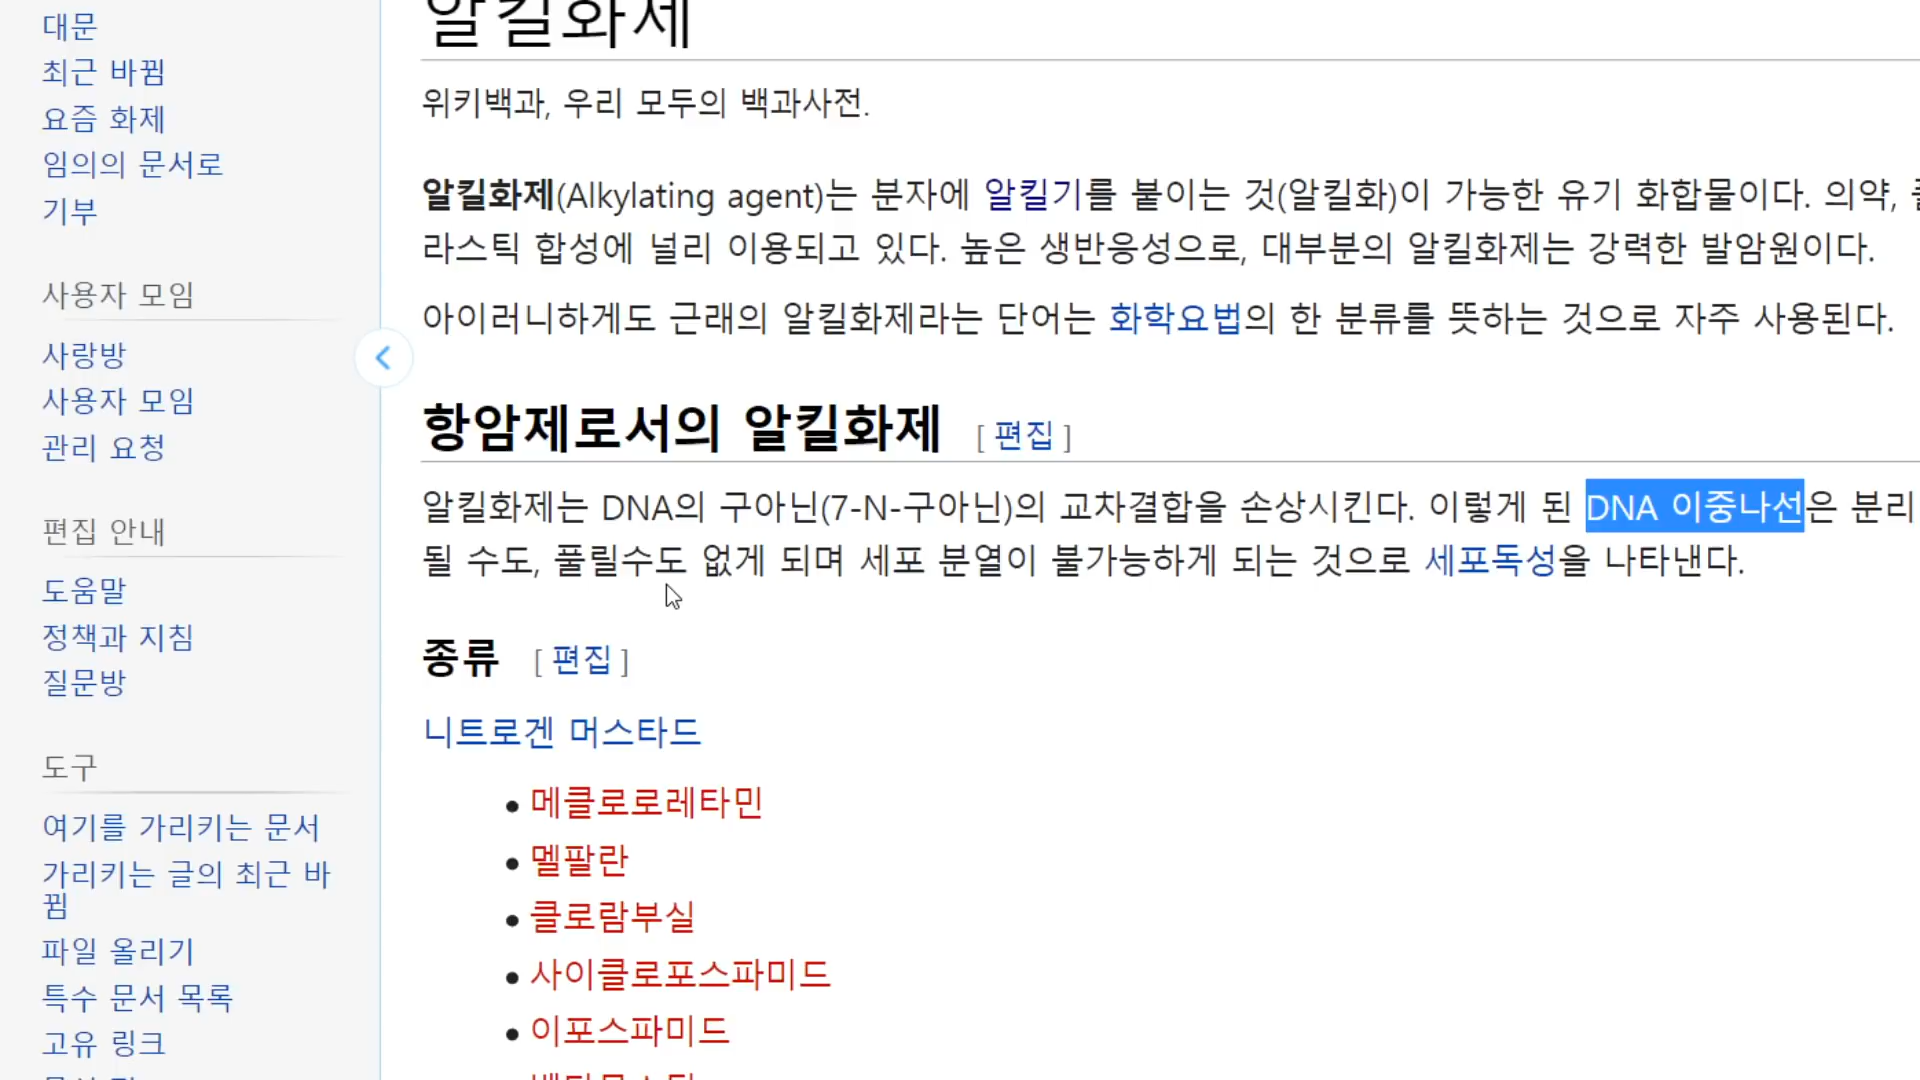 알킬화제
대문
최근 바뀜
요즘 화제
임의의 문서로
기부
사용자 모임
사랑방
사용자 모임
관리 요청
편집 안내
도움말
정책과 지침
질문방
도구
여기를 가리키는 문서
가리키는 글의 최근 바
뀜
파일 올리기
특수 문서 목록
고유 링크
위키백과, 우리 모두의 백과사전.
알킬화제(Alkylating agent)는 분자에 알킬기를 붙이는 것(알킬화)이 가능한 유기 화합물이다. 의약,
라스틱 합성에 널리 이용되고 있다. 높은 생반응성으로, 대부분의 알킬화제는 강력한 발암원이다.
아이러니하게도 근래의 알킬화제라는 단어는 화학요법의 한 분류를 뜻하는 것으로 자주 사용된다.
항암제로서의 알킬화제 [ 편집 ]
알킬화제는 DNA의 구아닌(7-N-구아닌)의 교차결합을 손상시킨다. 이렇게 된 DNA 이중나선은 분리
될 수도, 풀릴수도 없게 되며 세포 분열이 불가능하게 되는 것으로 세포독성을 나타낸다.
종류 [ 편집 ]
니트로겐 머스타드
• 메클로로레타민
• 멜팔란
• 클로람부실
• 사이클로포스파미드
• 이포스파미드